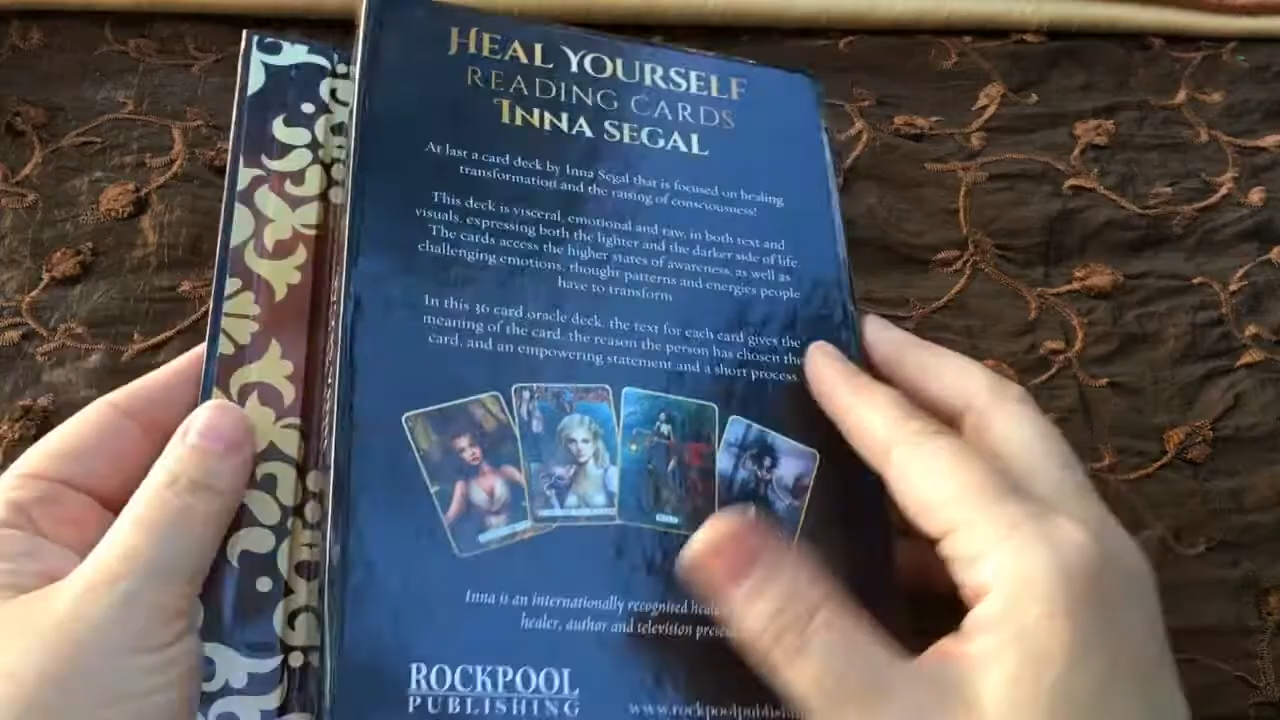 HEAL YOURSELF
READING CARDS
INNA SEGAL
At last a card deck by Inna Segal that is focused on healing
transformation and the raising of consciousness!
This deck is visceral, emotional and raw, in both text and
visuals, expressing both the lighter and the darker side of life.
The cards access the higher states of awareness, as well as
challenging emotions, thought patterns and energies people
have to transform
In this 36 card oracle deck, the text for each card gives the
meaning of the card, the reason the person has chosen the
card, and an empowering statement and a short process.
WILD
Inna is an internationally recognised
healer, author and television
ROCKPOOL
PUBLISHING